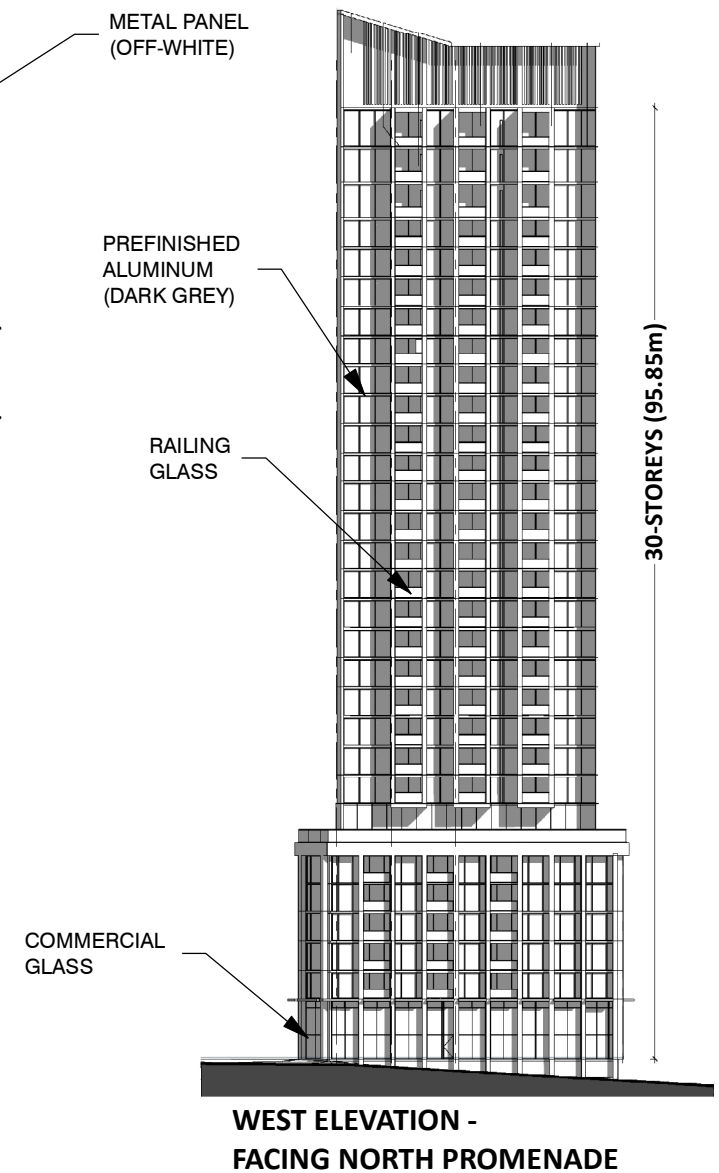 METAL PANEL
(OFF-WHITE)
PREFINISHED
ALUMINUM
(DARK GREY)
RAILING
GLASS
30-STOREYS (95.85m)
COMMERCIAL
GLASS
WEST ELEVATION -
FACING NORTH PROMENADE